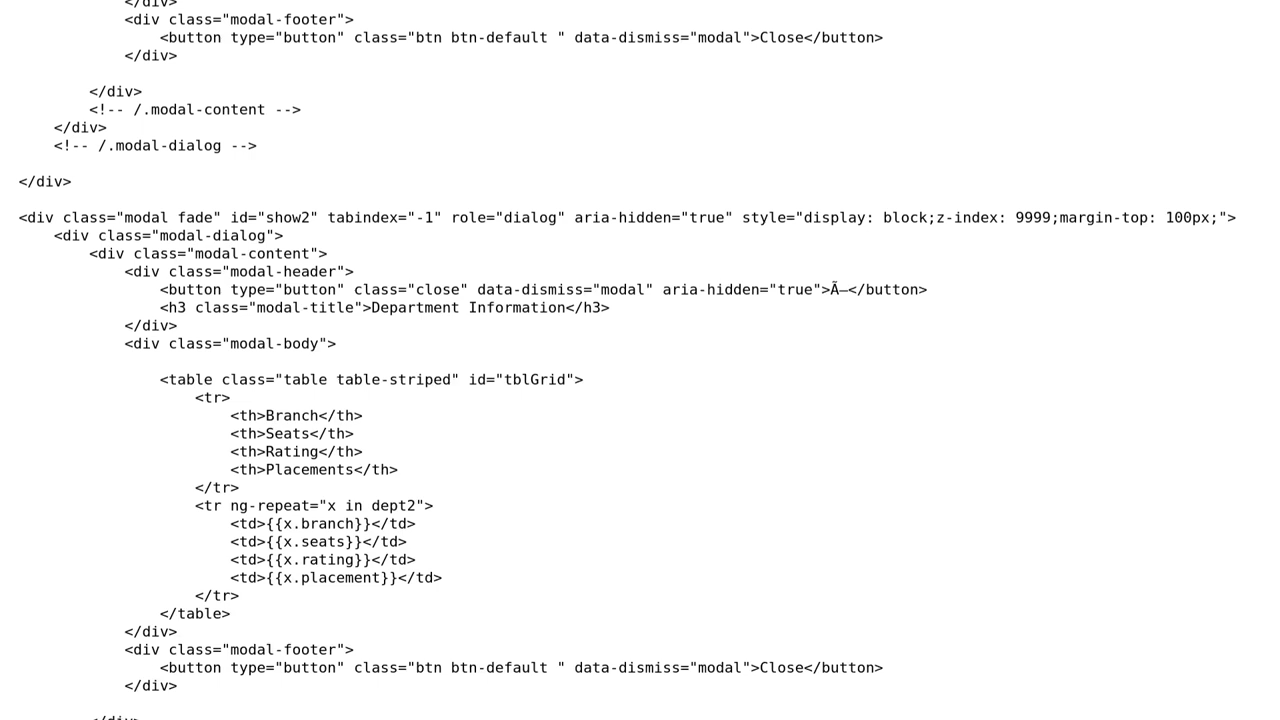 </div>
<div class="modal-footer">
<button type="button" class="btn btn-default " data-dismiss="modal">Close</button>
</div>
</div>
<!-- /.modal-content -->
</div>
<!-- /.modal-dialog -->
</div>
<div class="modal fade" id="show2" tabindex="-1" role="dialog" aria-hidden="true" style="display: block;z-index: 9999;margin-top: 100px;">
<div class="modal-dialog">
<div class="modal-content">
<div class="modal-header">
<button type="button" class="close" data-dismiss="modal" aria-hidden="true">Ã—</button>
<h3 class="modal-title">Department Information</h3>
</div>
<div class="modal-body">
<table class="table table-striped" id="tblGrid">
<tr>
<th>Branch</th>
<th>Seats</th>
<th>Rating</th>
<th>Placements</th>
</tr>
<tr ng-repeat="x in dept2">
<td>{{x.branch}}</td>
<td>{{x.seats}}</td>
<td>{{x.rating}}</td>
<td>{{x.placement}}</td>
</tr>
</table>
</div>
<div class="modal-footer">
<button type="button" class="btn btn-default " data-dismiss="modal">Close</button>
</div>
</div>